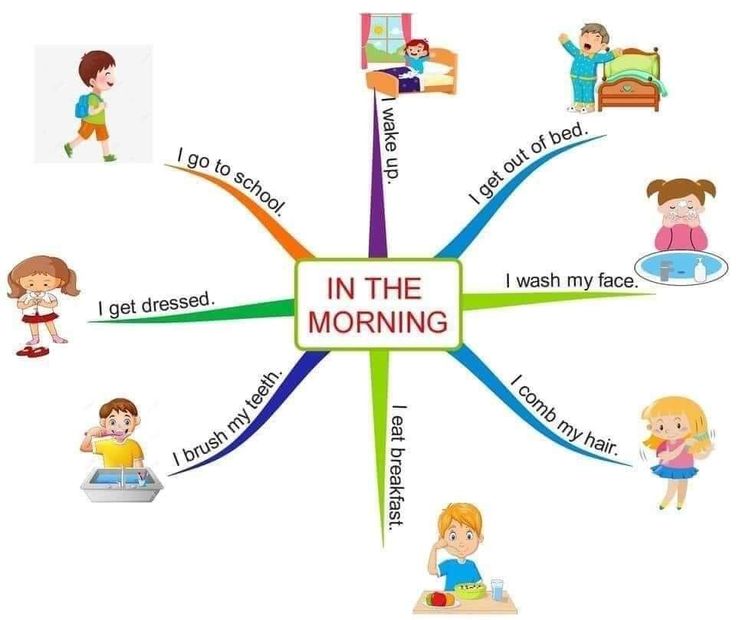 IN THE
MORNING
I wake up.
I get out of bed.
I wash my face.
I comb my hair.
I eat breakfast.
I brush my teeth.
I get dressed.
I go to school.